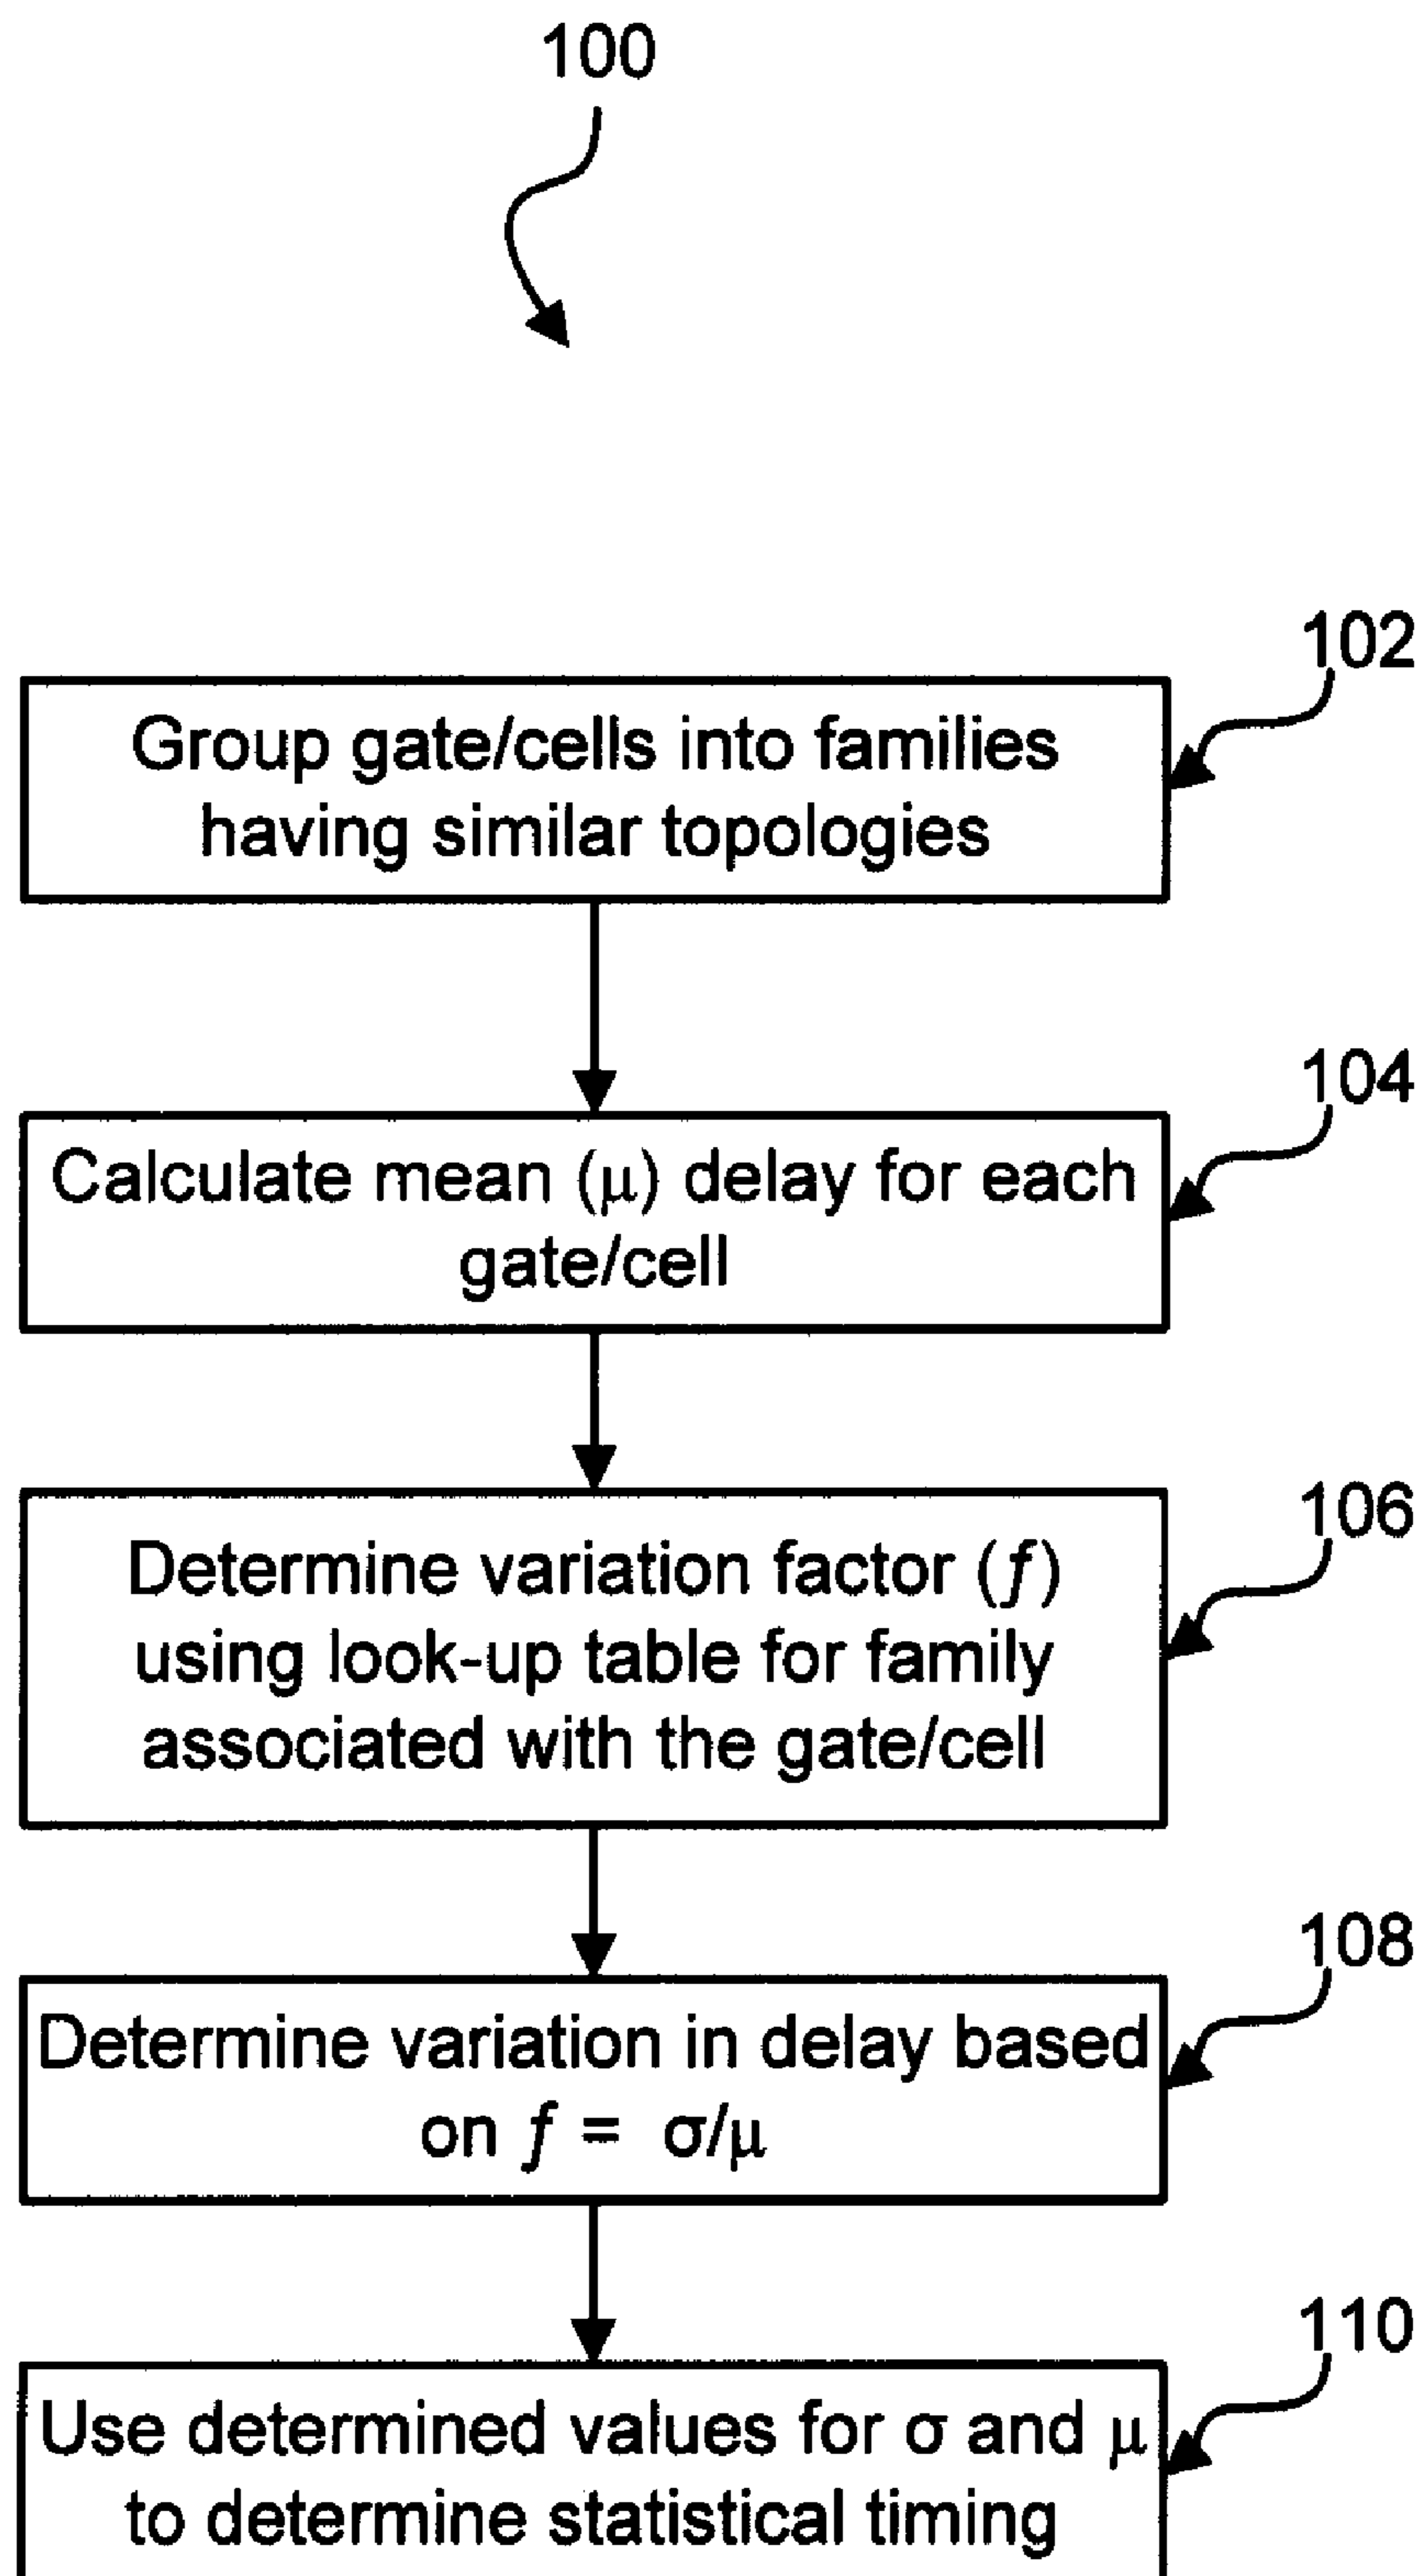 100
102
Group gate/cells into families
having similar topologies
104
Calculate mean (μ) delay for each
gate/cell
106
Determine variation factor (ƒ)
using look-up table for family
associated with the gate/cell
108
Determine variation in delay based
on ƒ = σ/μ
110
Use determined values for σ and μ
to determine statistical timing